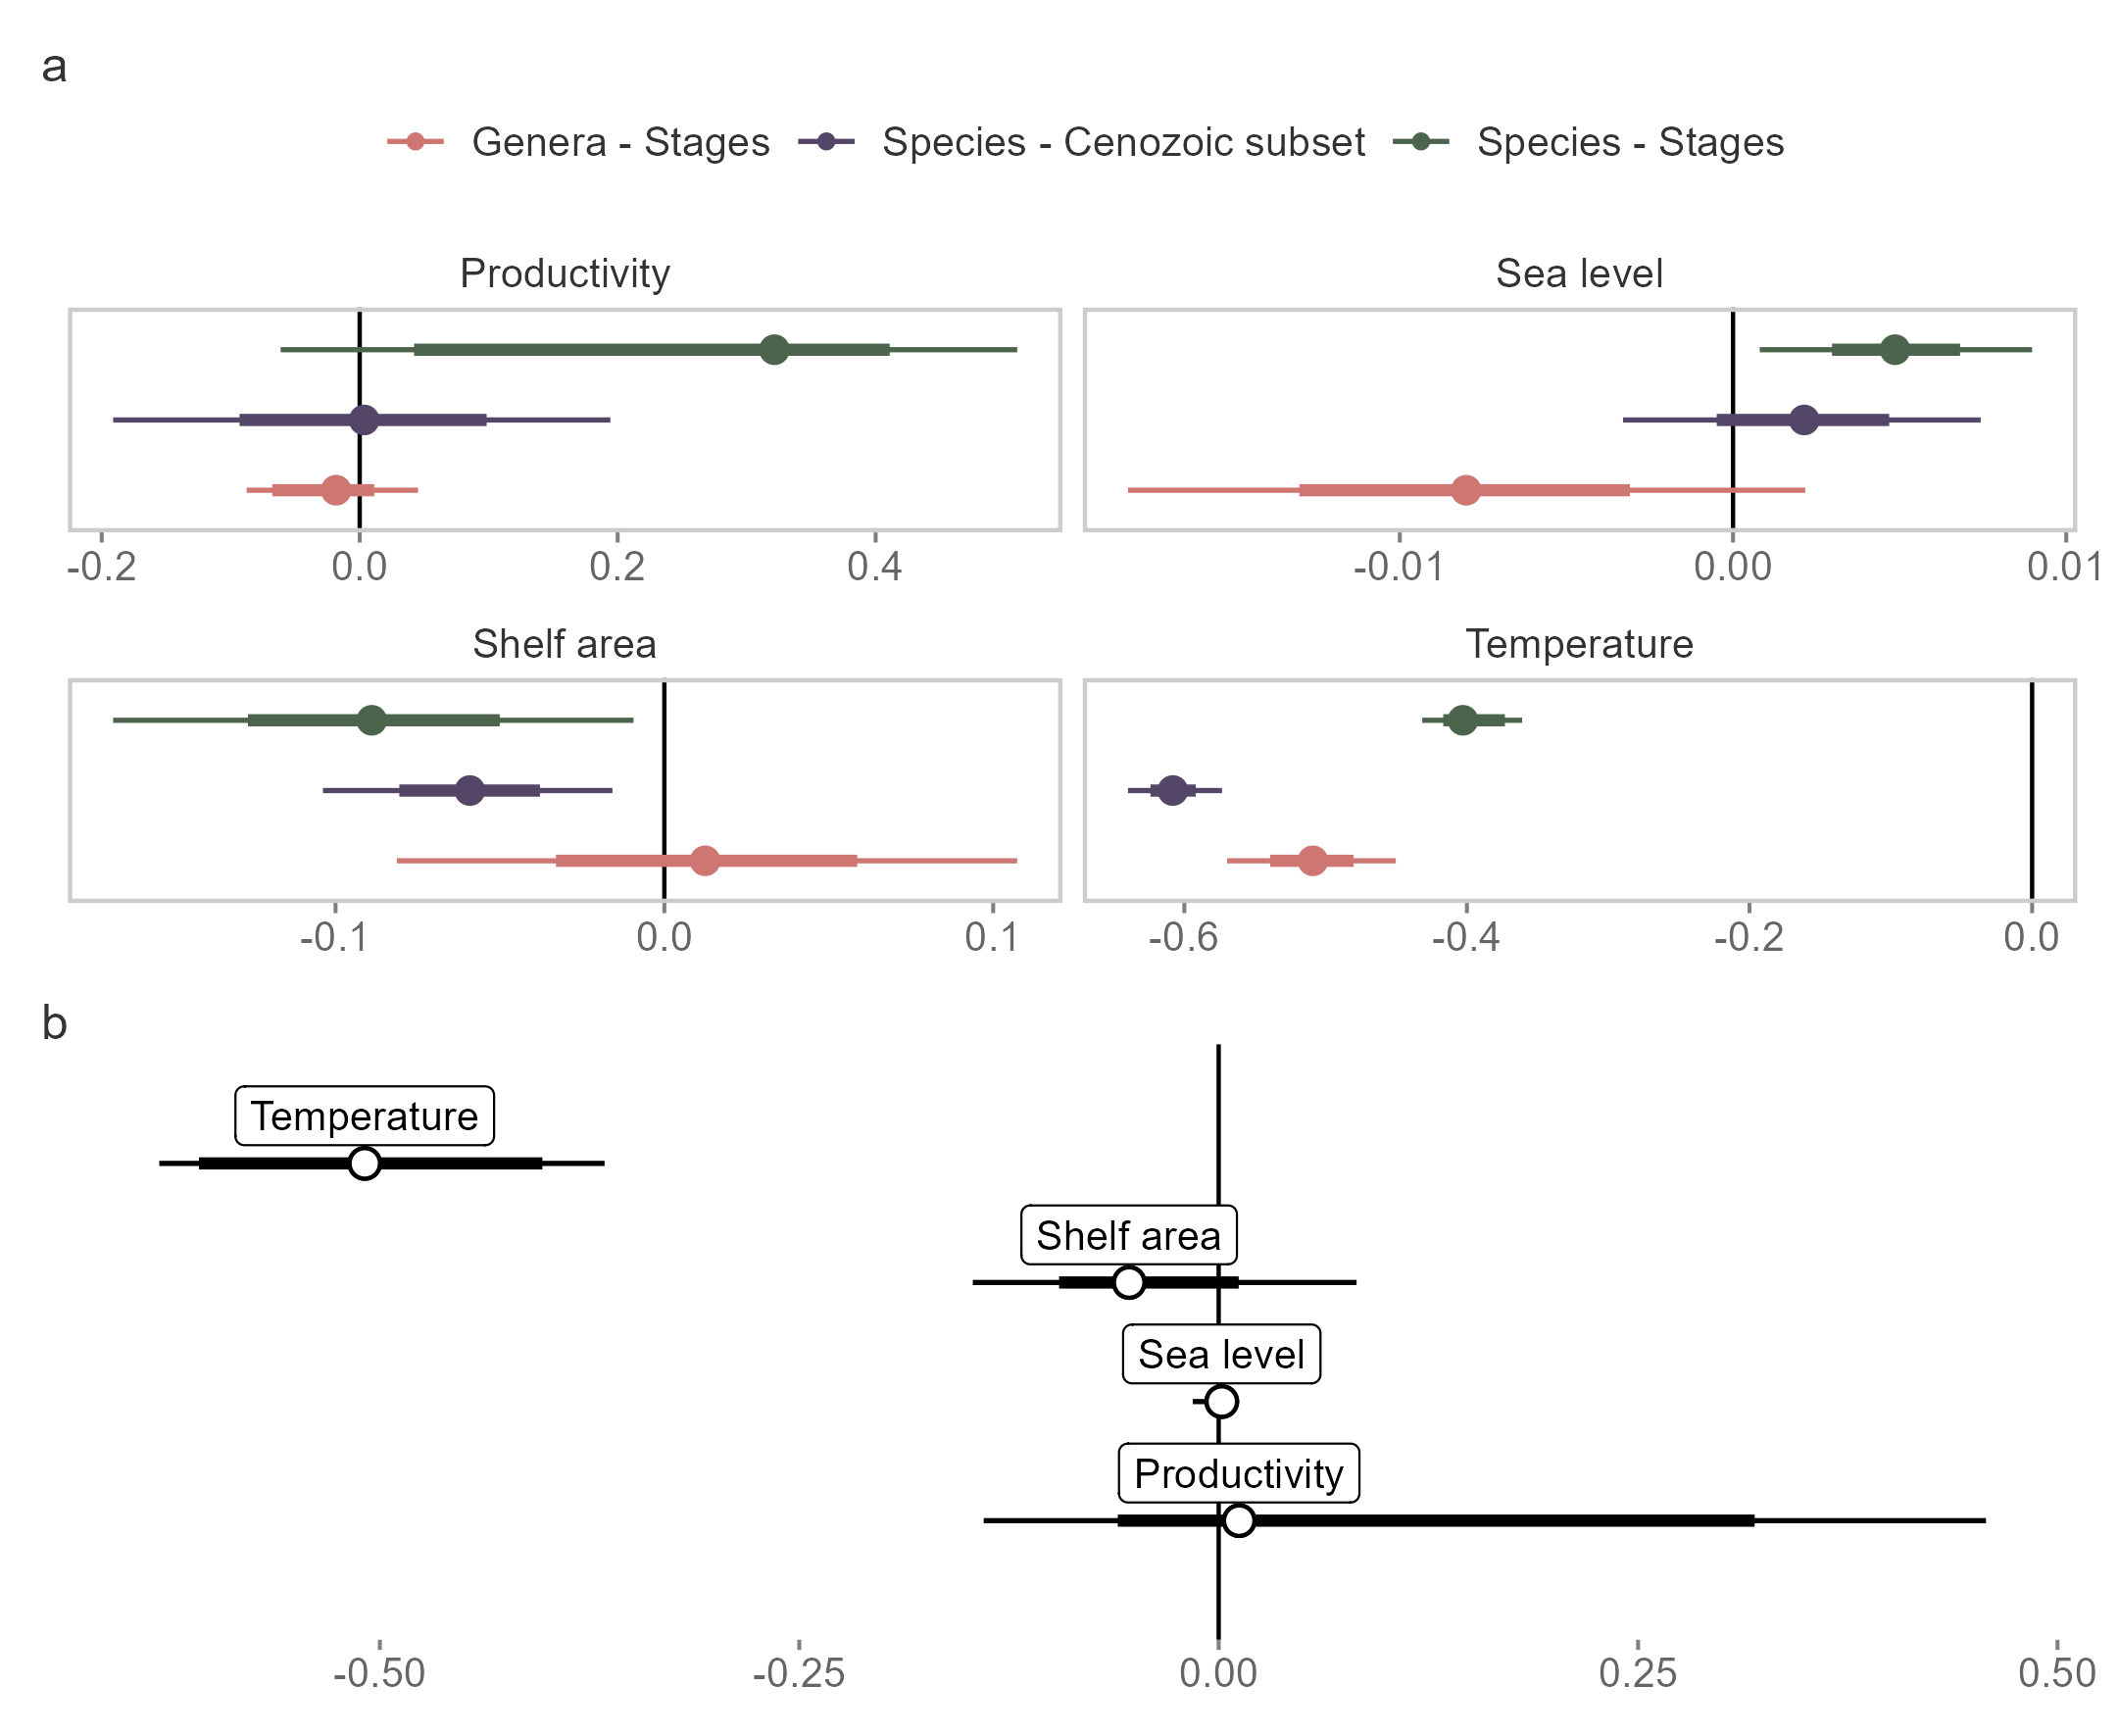 a
Genera - Stages Species - Cenozoic subset Species - Stages
Productivity Sea level
-0.2 0.0 0.2 0.4 -0.01 0.00 0.01
Shelf area Temperature
-0.1 0.0 0.1 -0.6 -0.4 -0.2 0.0
b
Temperature
Shelf area
Sea level
Productivity
-0.50 -0.25 0.00 0.25 0.50